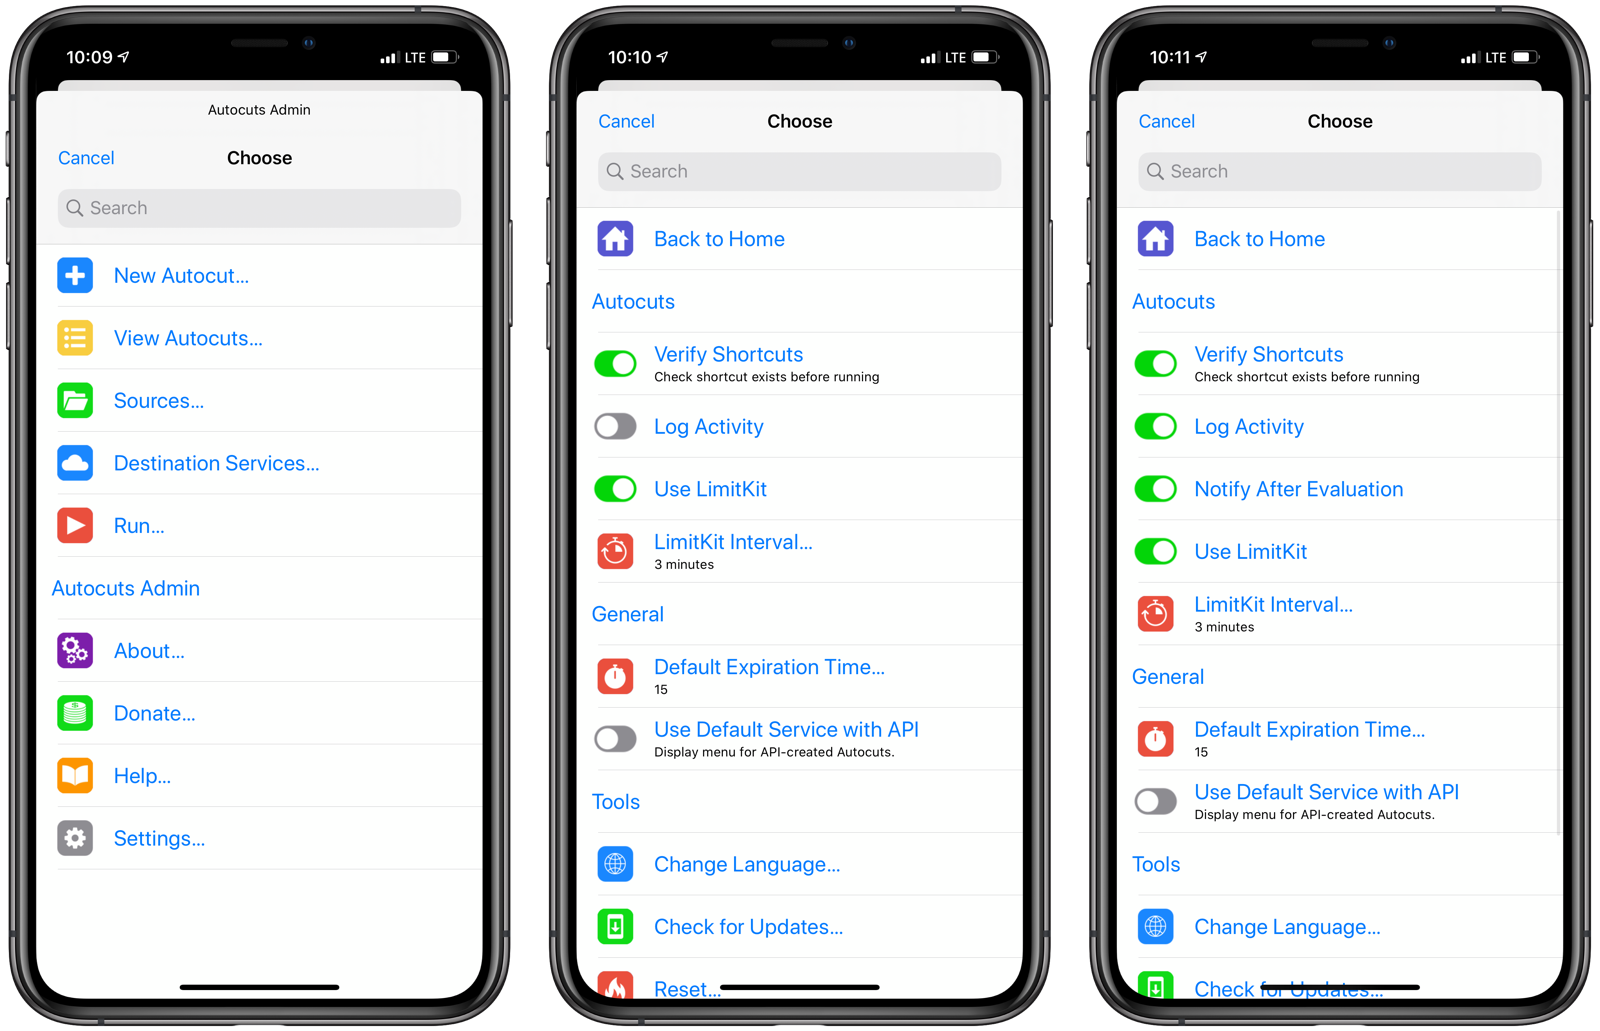 10:09
LTE
Autocuts Admin
Cancel
Choose
Search
New Autocut...
View Autocuts...
Sources...
Destination Services...
Run...
Autocuts Admin
About...
Donate...
Help...
Settings...
10:10
LTE
Cancel
Choose
Search
Back to Home
Autocuts
Verify Shortcuts
Check shortcut exists before running
Log Activity
Use LimitKit
LimitKit Interval...
3 minutes
General
Default Expiration Time...
15
Use Default Service with API
Display menu for API-created Autocuts.
Tools
Change Language...
Check for Updates...
Reset...
10:11
LTE
Cancel
Choose
Search
Back to Home
Autocuts
Verify Shortcuts
Check shortcut exists before running
Log Activity
Notify After Evaluation
Use LimitKit
LimitKit Interval...
3 minutes
General
Default Expiration Time...
15
Use Default Service with API
Display menu for API-created Autocuts.
Tools
Change Language...
Check for Updates...